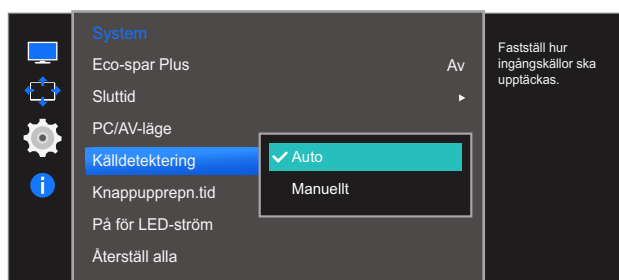 System
Eco-spar Plus Av
Sluttid
PC/AV-läge
Källdetektering
Auto
Manuellt
Knappupprepn.tid
På för LED-ström
Återställ alla
Fastställ hur
ingångskällor ska
upptäckas.